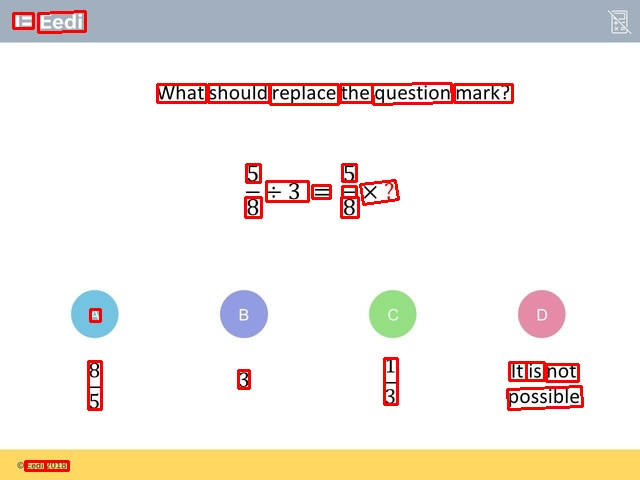 Eedi
What should replace the question mark?
5/8 ÷ 3 = 5/8 × ?
A B C D
8/5 3 1/3 It is not possible
© Eedi 2018